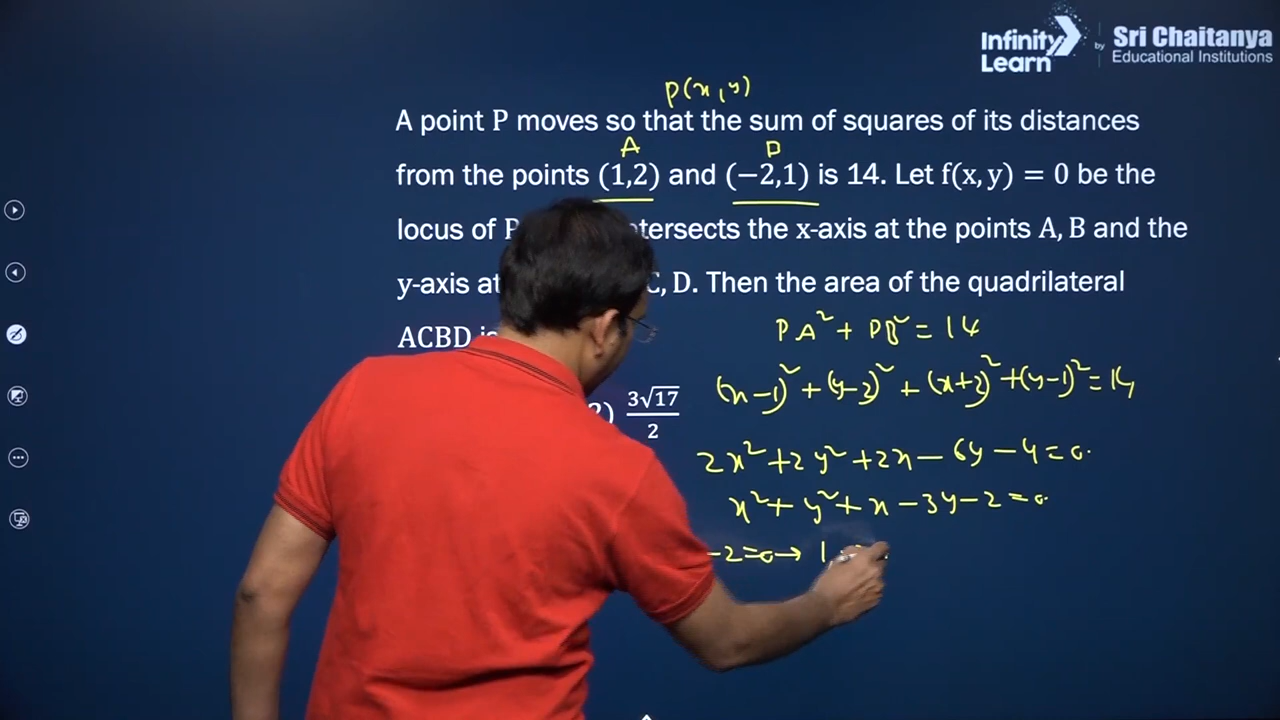 Infinity Learn by Sri Chaitanya Educational Institutions
P(x, y)
A point P moves so that the sum of squares of its distances
A
from the points (1,2) and (−2,1) is 14. Let f(x, y) = 0 be the
locus of P tersects the x-axis at the points A, B and the
y-axis at C, D. Then the area of the quadrilateral
PA² + PB² = 14
ACBD
(x−1)² + (y−2)² + (x+2)² + (y−1)² = 14
2) 3√17/2
2x² + 2y² + 2x − 6y − 4 = 0
x² + y² + x − 3y − 2 = 0
−2=0→ 1